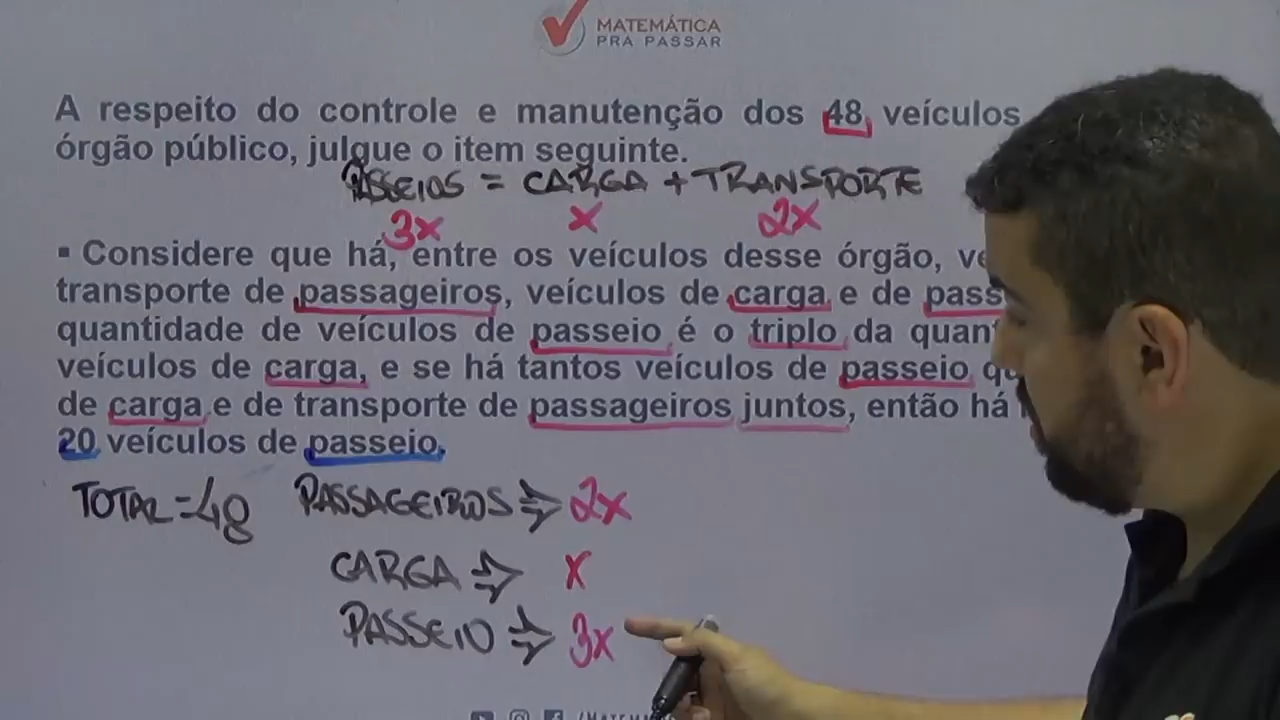 MATEMÁTICA
PRA PASSAR
A respeito do controle e manutenção dos 48 veículos
órgão público, julgue o item seguinte.
PASSEIOS = CARGA + TRANSPORTE
3x x 2x
▪ Considere que há, entre os veículos desse órgão,
transporte de passageiros, veículos de carga e de
quantidade de veículos de passeio é o triplo da
veículos de carga, e se há tantos veículos de passeio
de carga e de transporte de passageiros juntos, então há
20 veículos de passeio.
TOTAL = 48 PASSAGEIROS ⇒ 2x
CARGA ⇒ x
PASSEIO ⇒ 3x